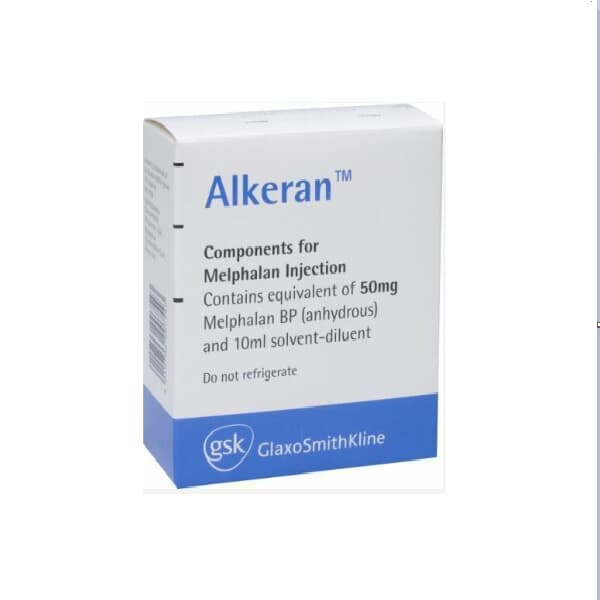 Alkeran™
Components for
Melphalan Injection
Contains equivalent of 50mg
Melphalan BP (anhydrous)
and 10ml solvent-diluent
Do not refrigerate
gsk GlaxoSmithKline